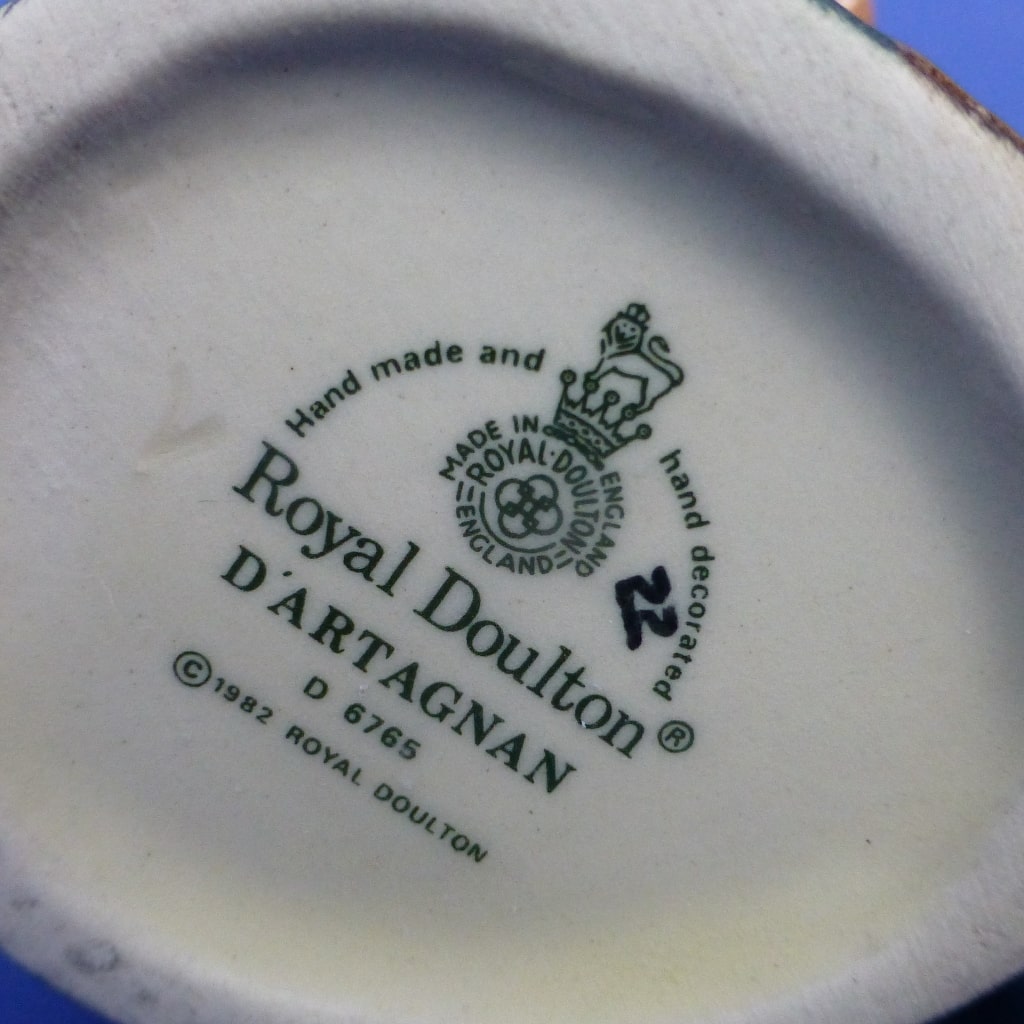 Hand made and hand decorated
MADE IN ENGLAND
ROYAL·DOULTON
ENGLAND
Royal Doulton ®
D'ARTAGNAN
D 6765
© 1982 ROYAL DOULTON
22